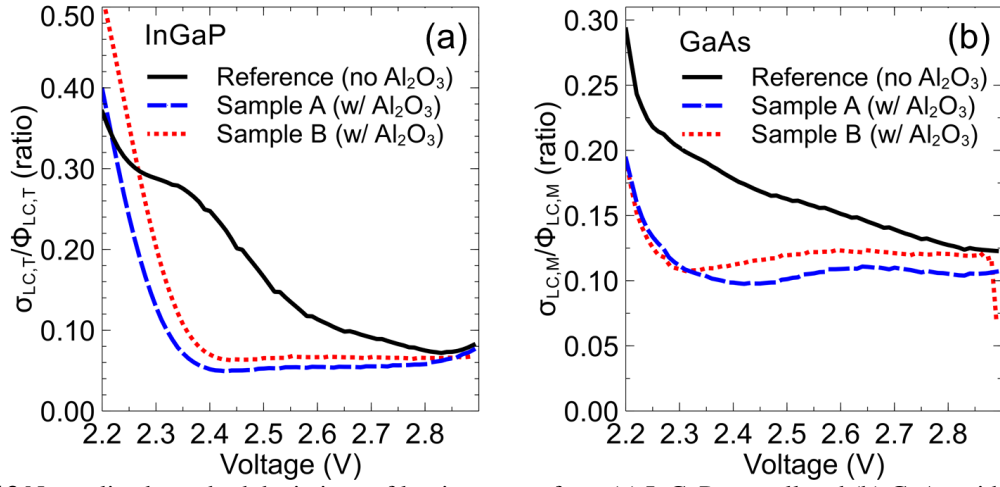 InGaP
(a)
Reference (no Al₂O₃)
Sample A (w/ Al₂O₃)
Sample B (w/ Al₂O₃)
σLC,T/ΦLC,T (ratio)
0.50
0.40
0.30
0.20
0.10
0.00
2.2 2.3 2.4 2.5 2.6 2.7 2.8
Voltage (V)
GaAs
(b)
Reference (no Al₂O₃)
Sample A (w/ Al₂O₃)
Sample B (w/ Al₂O₃)
σLC,M/ΦLC,M (ratio)
0.30
0.25
0.20
0.15
0.10
0.05
0.00
2.2 2.3 2.4 2.5 2.6 2.7 2.8
Voltage (V)